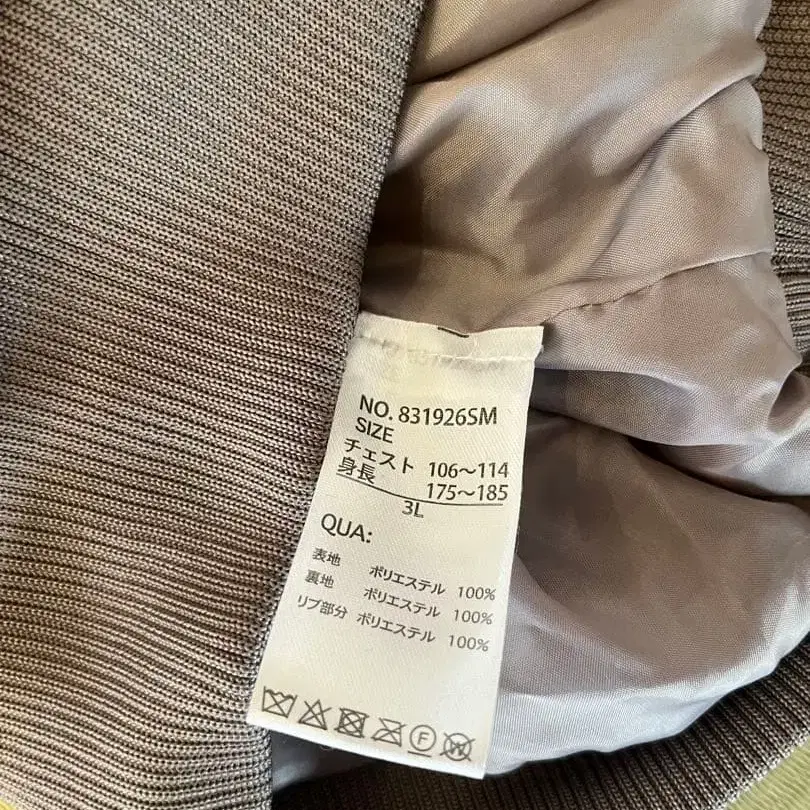 NO. 831926SM
SIZE
チェスト 106～114
身長 175～185
3L
QUA:
表地 ポリエステル 100%
裏地 ポリエステル 100%
リブ部分 ポリエステル 100%
F W